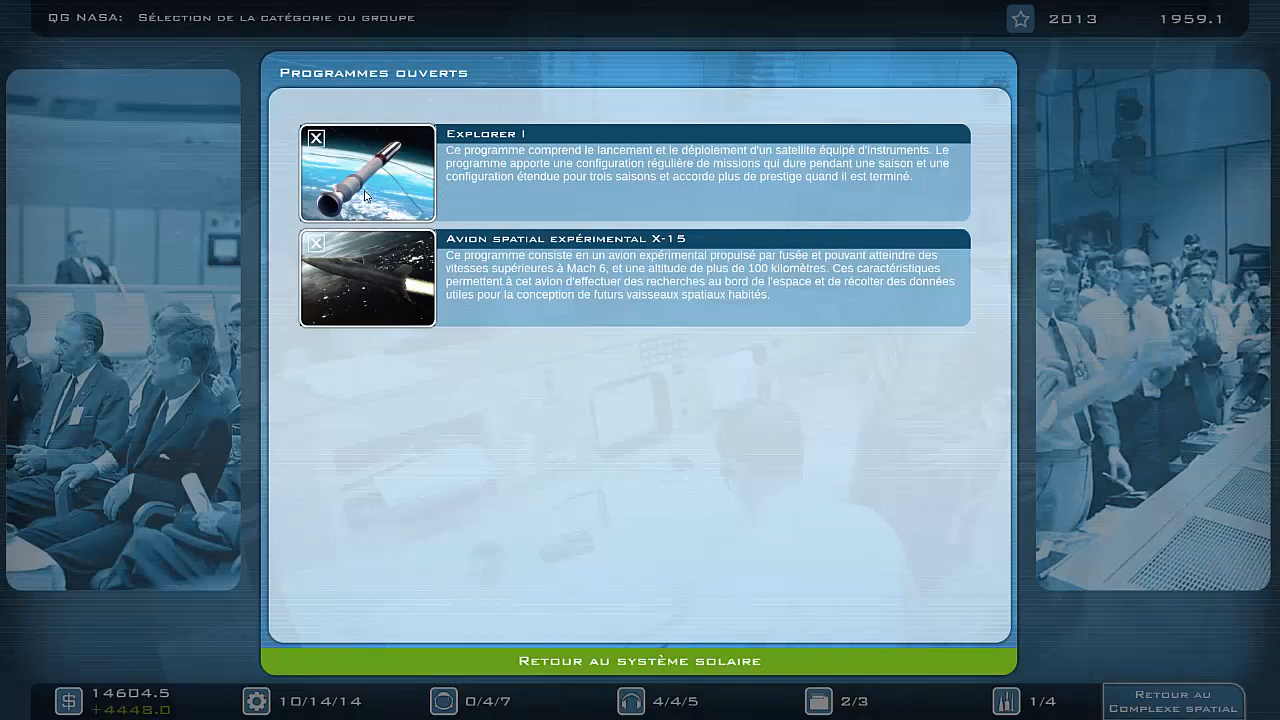 QG NASA: Sélection de la catégorie du groupe
2013
1959.1
Programmes ouverts
Explorer I
Ce programme comprend le lancement et le déploiement d'un satellite équipé d'instruments. Le
programme apporte une configuration régulière de missions qui dure pendant une saison et une
configuration étendue pour trois saisons et accorde plus de prestige quand il est terminé.
Avion spatial expérimental X-15
Ce programme consiste en un avion expérimental propulsé par fusée et pouvant atteindre des
vitesses supérieures à Mach 6, et une altitude de plus de 100 kilomètres. Ces caractéristiques
permettent à cet avion d'effectuer des recherches au bord de l'espace et de récolter des données
utiles pour la conception de futurs vaisseaux spatiaux habités.
Retour au système solaire
14604.5
+4448.0
10/14/14
0/4/7
4/4/5
2/3
1/4
Retour au
Complexe spatial